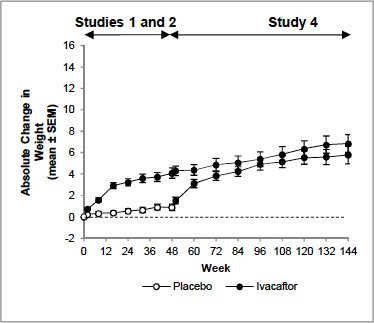 Studies 1 and 2 Study 4
Absolute Change in
Weight
(mean ± SEM)
16
14
12
10
8
6
4
2
0
-2
0 12 24 36 48 60 72 84 96 108 120 132 144
Week
Placebo Ivacaftor